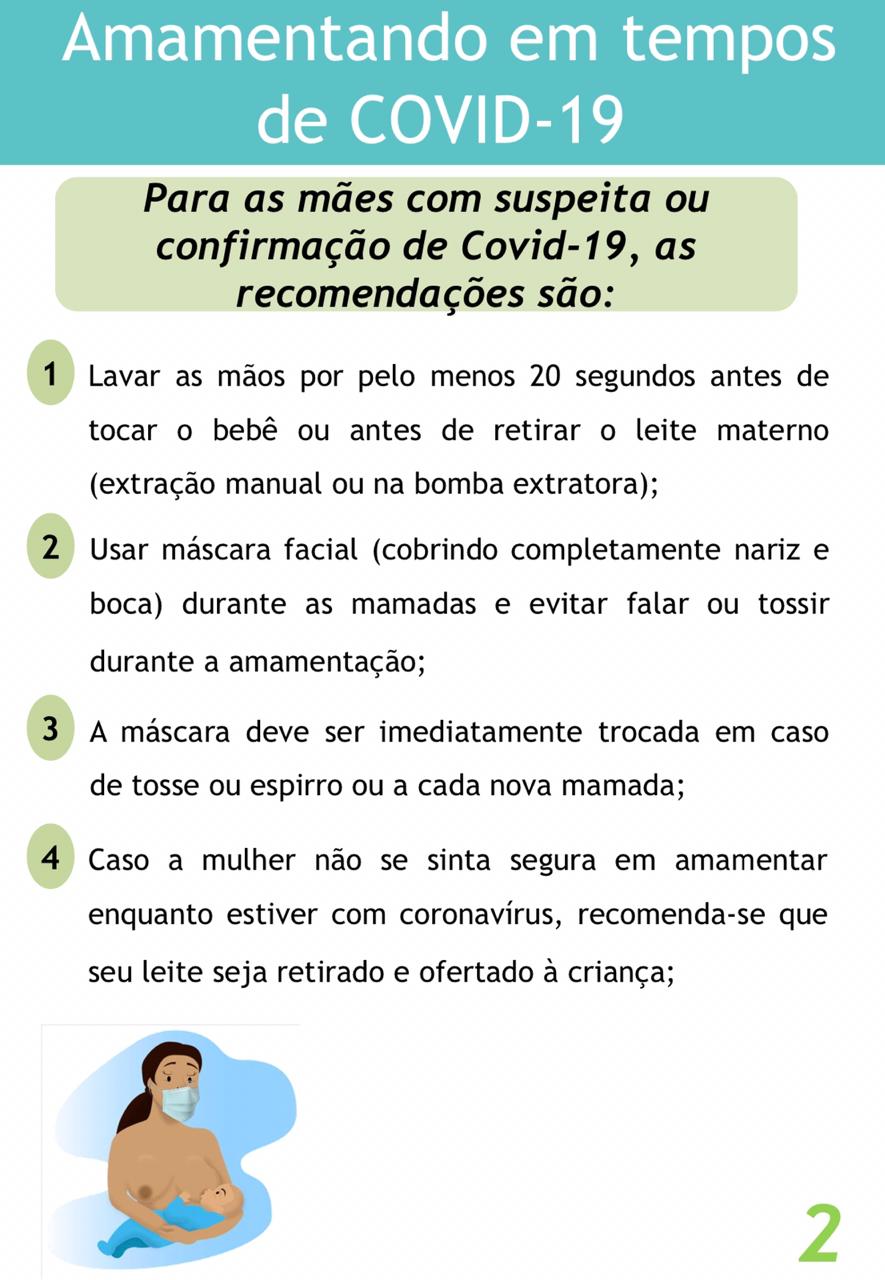 Amamentando em tempos
de COVID-19
Para as mães com suspeita ou
confirmação de Covid-19, as
recomendações são:
1 Lavar as mãos por pelo menos 20 segundos antes de
tocar o bebê ou antes de retirar o leite materno
(extração manual ou na bomba extratora);
2 Usar máscara facial (cobrindo completamente nariz e
boca) durante as mamadas e evitar falar ou tossir
durante a amamentação;
3 A máscara deve ser imediatamente trocada em caso
de tosse ou espirro ou a cada nova mamada;
4 Caso a mulher não se sinta segura em amamentar
enquanto estiver com coronavírus, recomenda-se que
seu leite seja retirado e ofertado à criança;
2